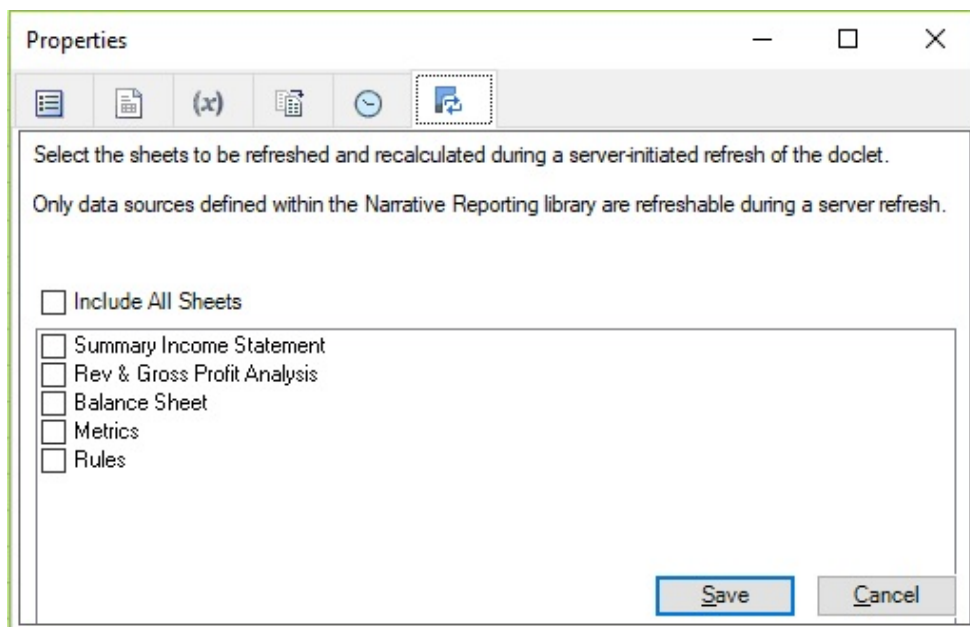 Properties
(x)
Select the sheets to be refreshed and recalculated during a server-initiated refresh of the doclet.
Only data sources defined within the Narrative Reporting library are refreshable during a server refresh.
Include All Sheets
Summary Income Statement
Rev & Gross Profit Analysis
Balance Sheet
Metrics
Rules
Save Cancel